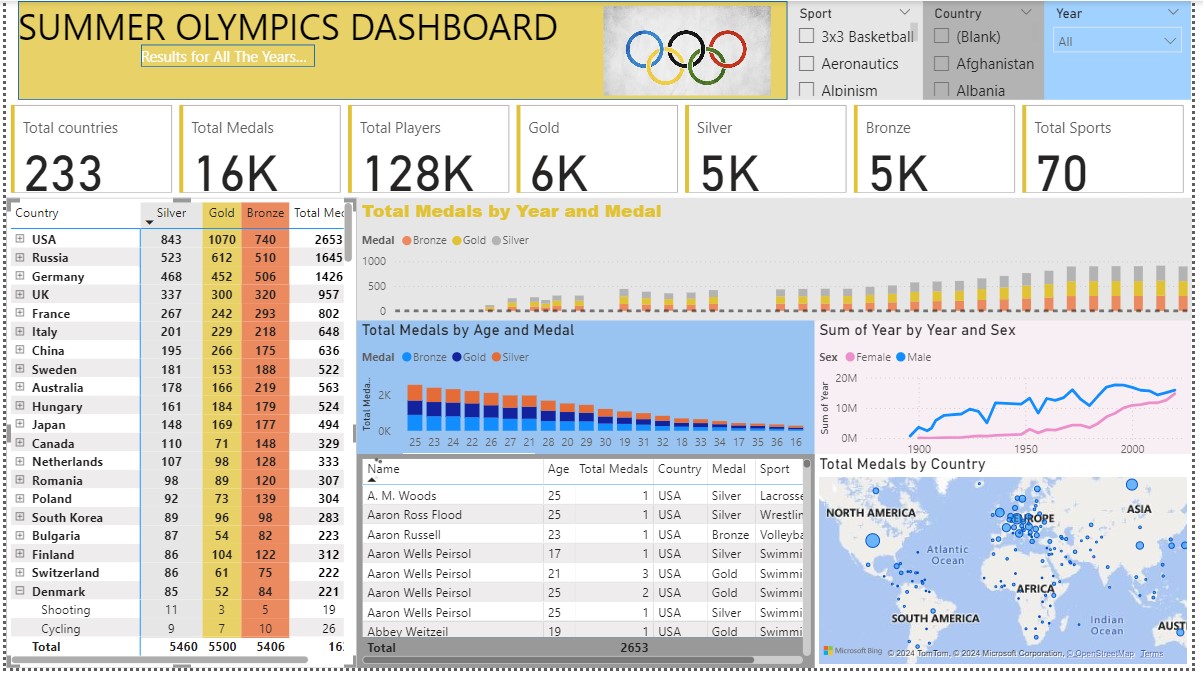 SUMMER OLYMPICS DASHBOARD
Results for All The Years...
Sport
3x3 Basketball
Aeronautics
Alpinism
Country
(Blank)
Afghanistan
Albania
Year
All
Total countries
233
Total Medals
16K
Total Players
128K
Gold
6K
Silver
5K
Bronze
5K
Total Sports
70
Country Silver Gold Bronze Total Med
USA 843 1070 740 2653
Russia 523 612 510 1645
Germany 468 452 506 1426
UK 337 300 320 957
France 267 242 293 802
Italy 201 229 218 648
China 195 266 175 636
Sweden 181 153 188 522
Australia 178 166 219 563
Hungary 161 184 179 524
Japan 148 169 177 494
Canada 110 71 148 329
Netherlands 107 98 128 333
Romania 98 89 120 307
Poland 92 73 139 304
South Korea 89 96 98 283
Bulgaria 87 54 82 223
Finland 86 104 122 312
Switzerland 86 61 75 222
Denmark 85 52 84 221
Shooting 11 3 5 19
Cycling 9 7 10 26
Total 5460 5500 5406 16
Total Medals by Year and Medal
Medal Bronze Gold Silver
1000
500
0
Total Medals by Age and Medal
Medal Bronze Gold Silver
Total Meda...
2K
0K
25 23 24 22 26 27 21 28 20 29 30 19 31 32 18 33 34 17 35 36 16
Sum of Year by Year and Sex
Sex Female Male
Sum of Year
20M
10M
0M
1900 1950 2000
Name Age Total Medals Country Medal Sport
A. M. Woods 25 1 USA Silver Lacrosse
Aaron Ross Flood 25 1 USA Silver Wrestlin
Aaron Russell 23 1 USA Bronze Volleyba
Aaron Wells Peirsol 17 1 USA Silver Swimmi
Aaron Wells Peirsol 21 3 USA Gold Swimmi
Aaron Wells Peirsol 25 2 USA Gold Swimmi
Aaron Wells Peirsol 25 1 USA Silver Swimmi
Abbey Weitzeil 19 1 USA Gold Swimmi
Total 2653
Total Medals by Country
NORTH AMERICA
EUROPE
ASIA
Atlantic
Ocean
AFRICA
SOUTH AMERICA
Indian
Ocean
AUST
Microsoft Bing
© 2024 TomTom, © 2024 Microsoft Corporation, © OpenStreetMap Terms